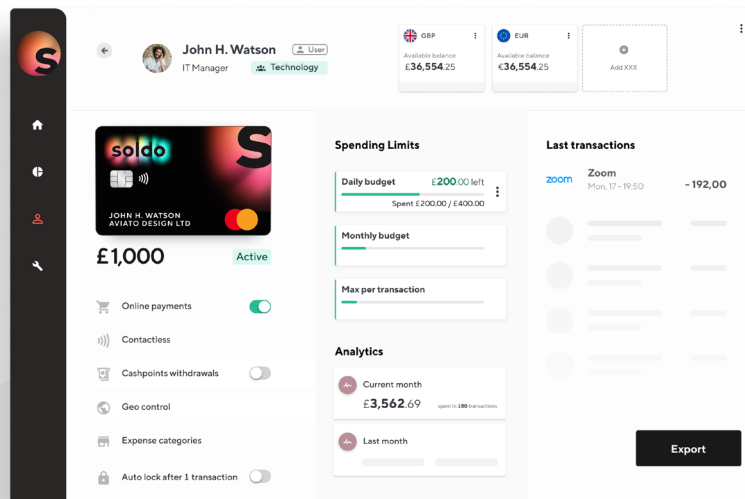 S
John H. Watson
User
IT Manager
Technology
GBP
Available balance
£36,554.25
EUR
Available balance
€36,554.25
Add XXX
soldo
S
JOHN H. WATSON
AVIATO DESIGN LTD
£1,000
Active
Online payments
Contactless
Cashpoints withdrawals
Geo control
Expense categories
Auto lock after 1 transaction
Spending Limits
Daily budget
£200.00 left
Spent £200.00 / £400.00
Monthly budget
Max per transaction
Analytics
Current month
£3,562.69
spent in 180 transactions
Last month
Last transactions
zoom
Zoom
Mon, 17 - 19:50
- 192,00
Export